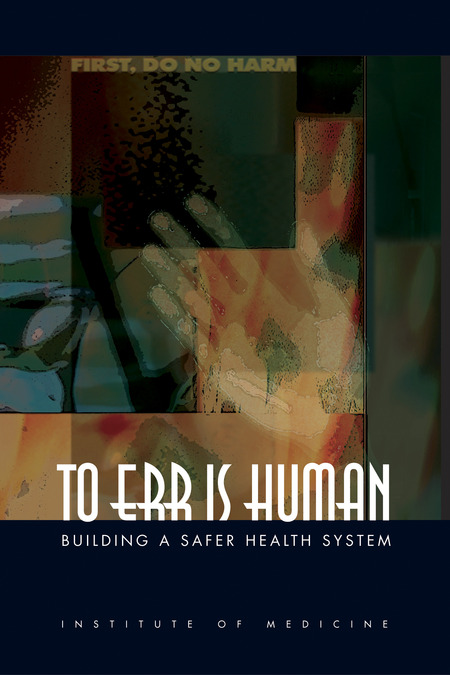 FIRST, DO NO HARM
TO ERR IS HUMAN
BUILDING A SAFER HEALTH SYSTEM
INSTITUTE OF MEDICINE